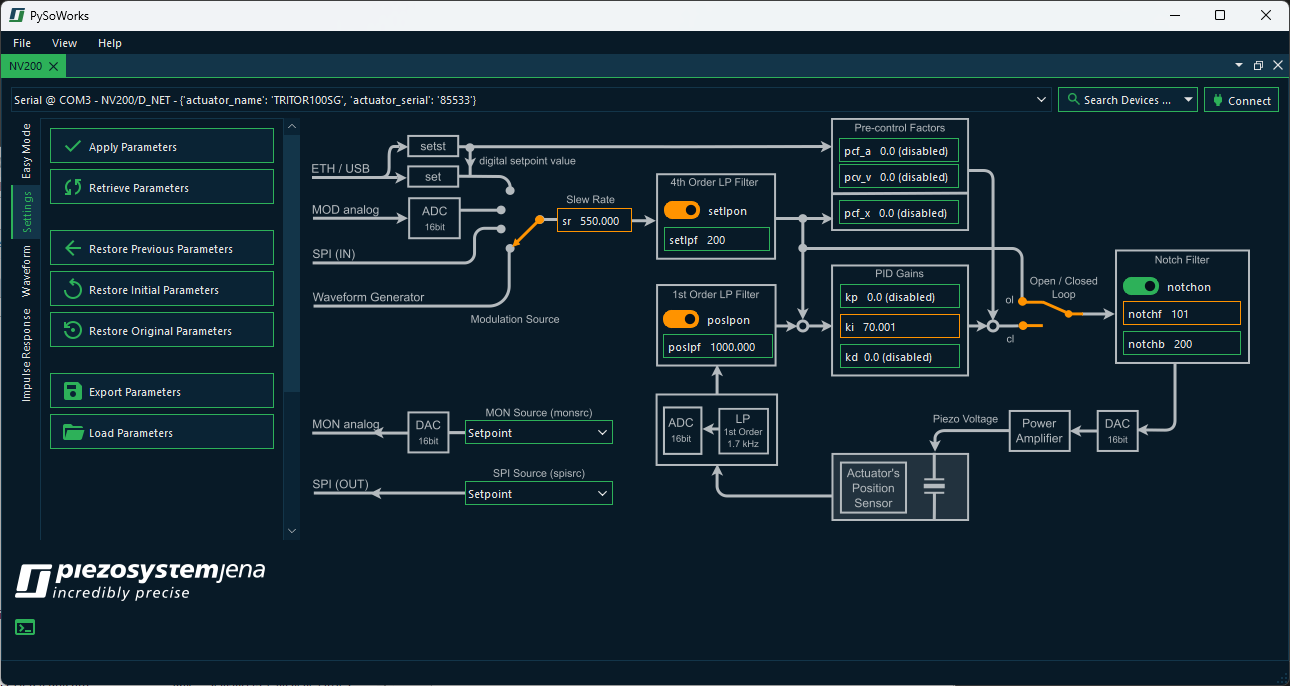 PySoWorks
File View Help
NV200
Serial @ COM3 - NV200/D_NET - {'actuator_name': 'TRITOR100SG', 'actuator_serial': '85533'}
Search Devices ...
Connect
Easy Mode
Settings
Waveform
Impulse Response
Apply Parameters
Retrieve Parameters
Restore Previous Parameters
Restore Initial Parameters
Restore Original Parameters
Export Parameters
Load Parameters
ETH / USB
setst
set
digital setpoint value
MOD analog
ADC
16bit
SPI (IN)
Waveform Generator
Modulation Source
Slew Rate
sr 550.000
4th Order LP Filter
setlpon
setlpf 200
1st Order LP Filter
poslpon
poslpf 1000.000
Pre-control Factors
pcf_a 0.0 (disabled)
pcv_v 0.0 (disabled)
pcf_x 0.0 (disabled)
PID Gains
kp 0.0 (disabled)
ki 70.001
kd 0.0 (disabled)
Open / Closed
Loop
ol
cl
Notch Filter
notchon
notchf 101
notchb 200
MON analog
DAC
16bit
MON Source (monsrc)
Setpoint
SPI (OUT)
SPI Source (spisrc)
Setpoint
ADC
16bit
LP
1st Order
1.7 kHz
Piezo Voltage
Power
Amplifier
DAC
16bit
Actuator's
Position
Sensor
piezosystemjena
incredibly precise